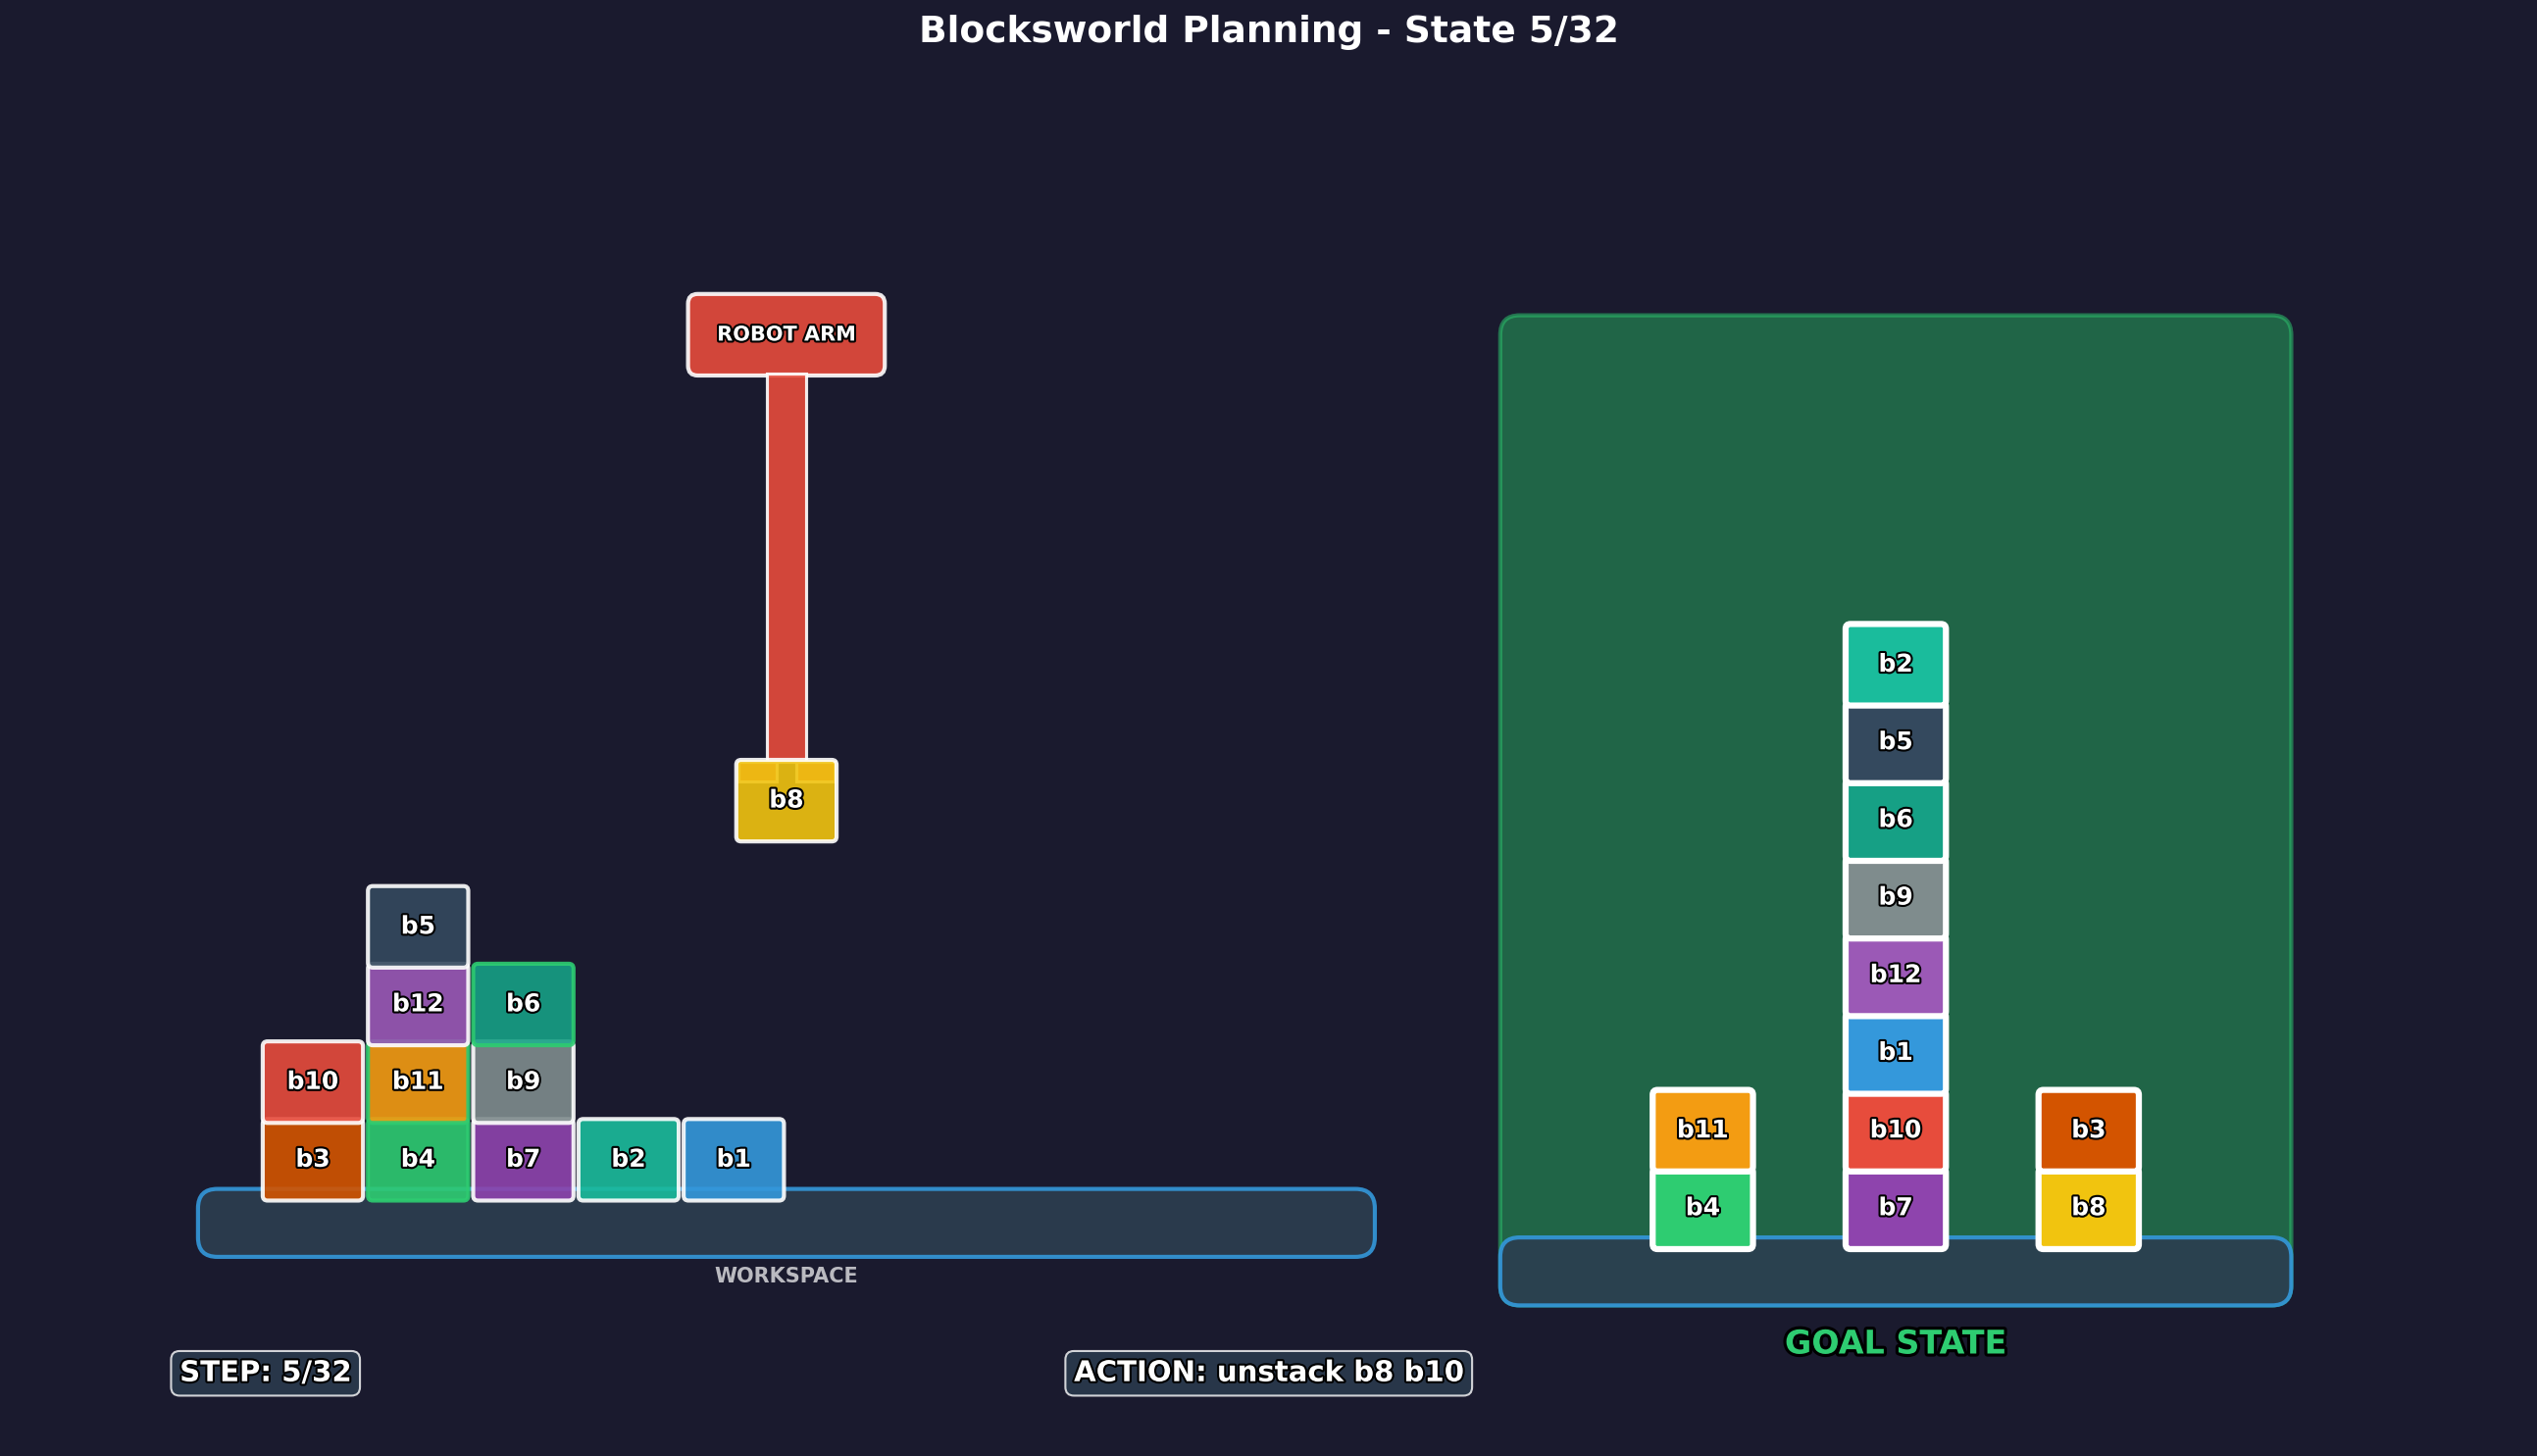 Blocksworld Planning - State 5/32
ROBOT ARM
b8
b5
b12 b6
b10 b11 b9
b3 b4 b7 b2 b1
WORKSPACE
b2
b5
b6
b9
b12
b1
b11 b10 b3
b4 b7 b8
GOAL STATE
STEP: 5/32
ACTION: unstack b8 b10